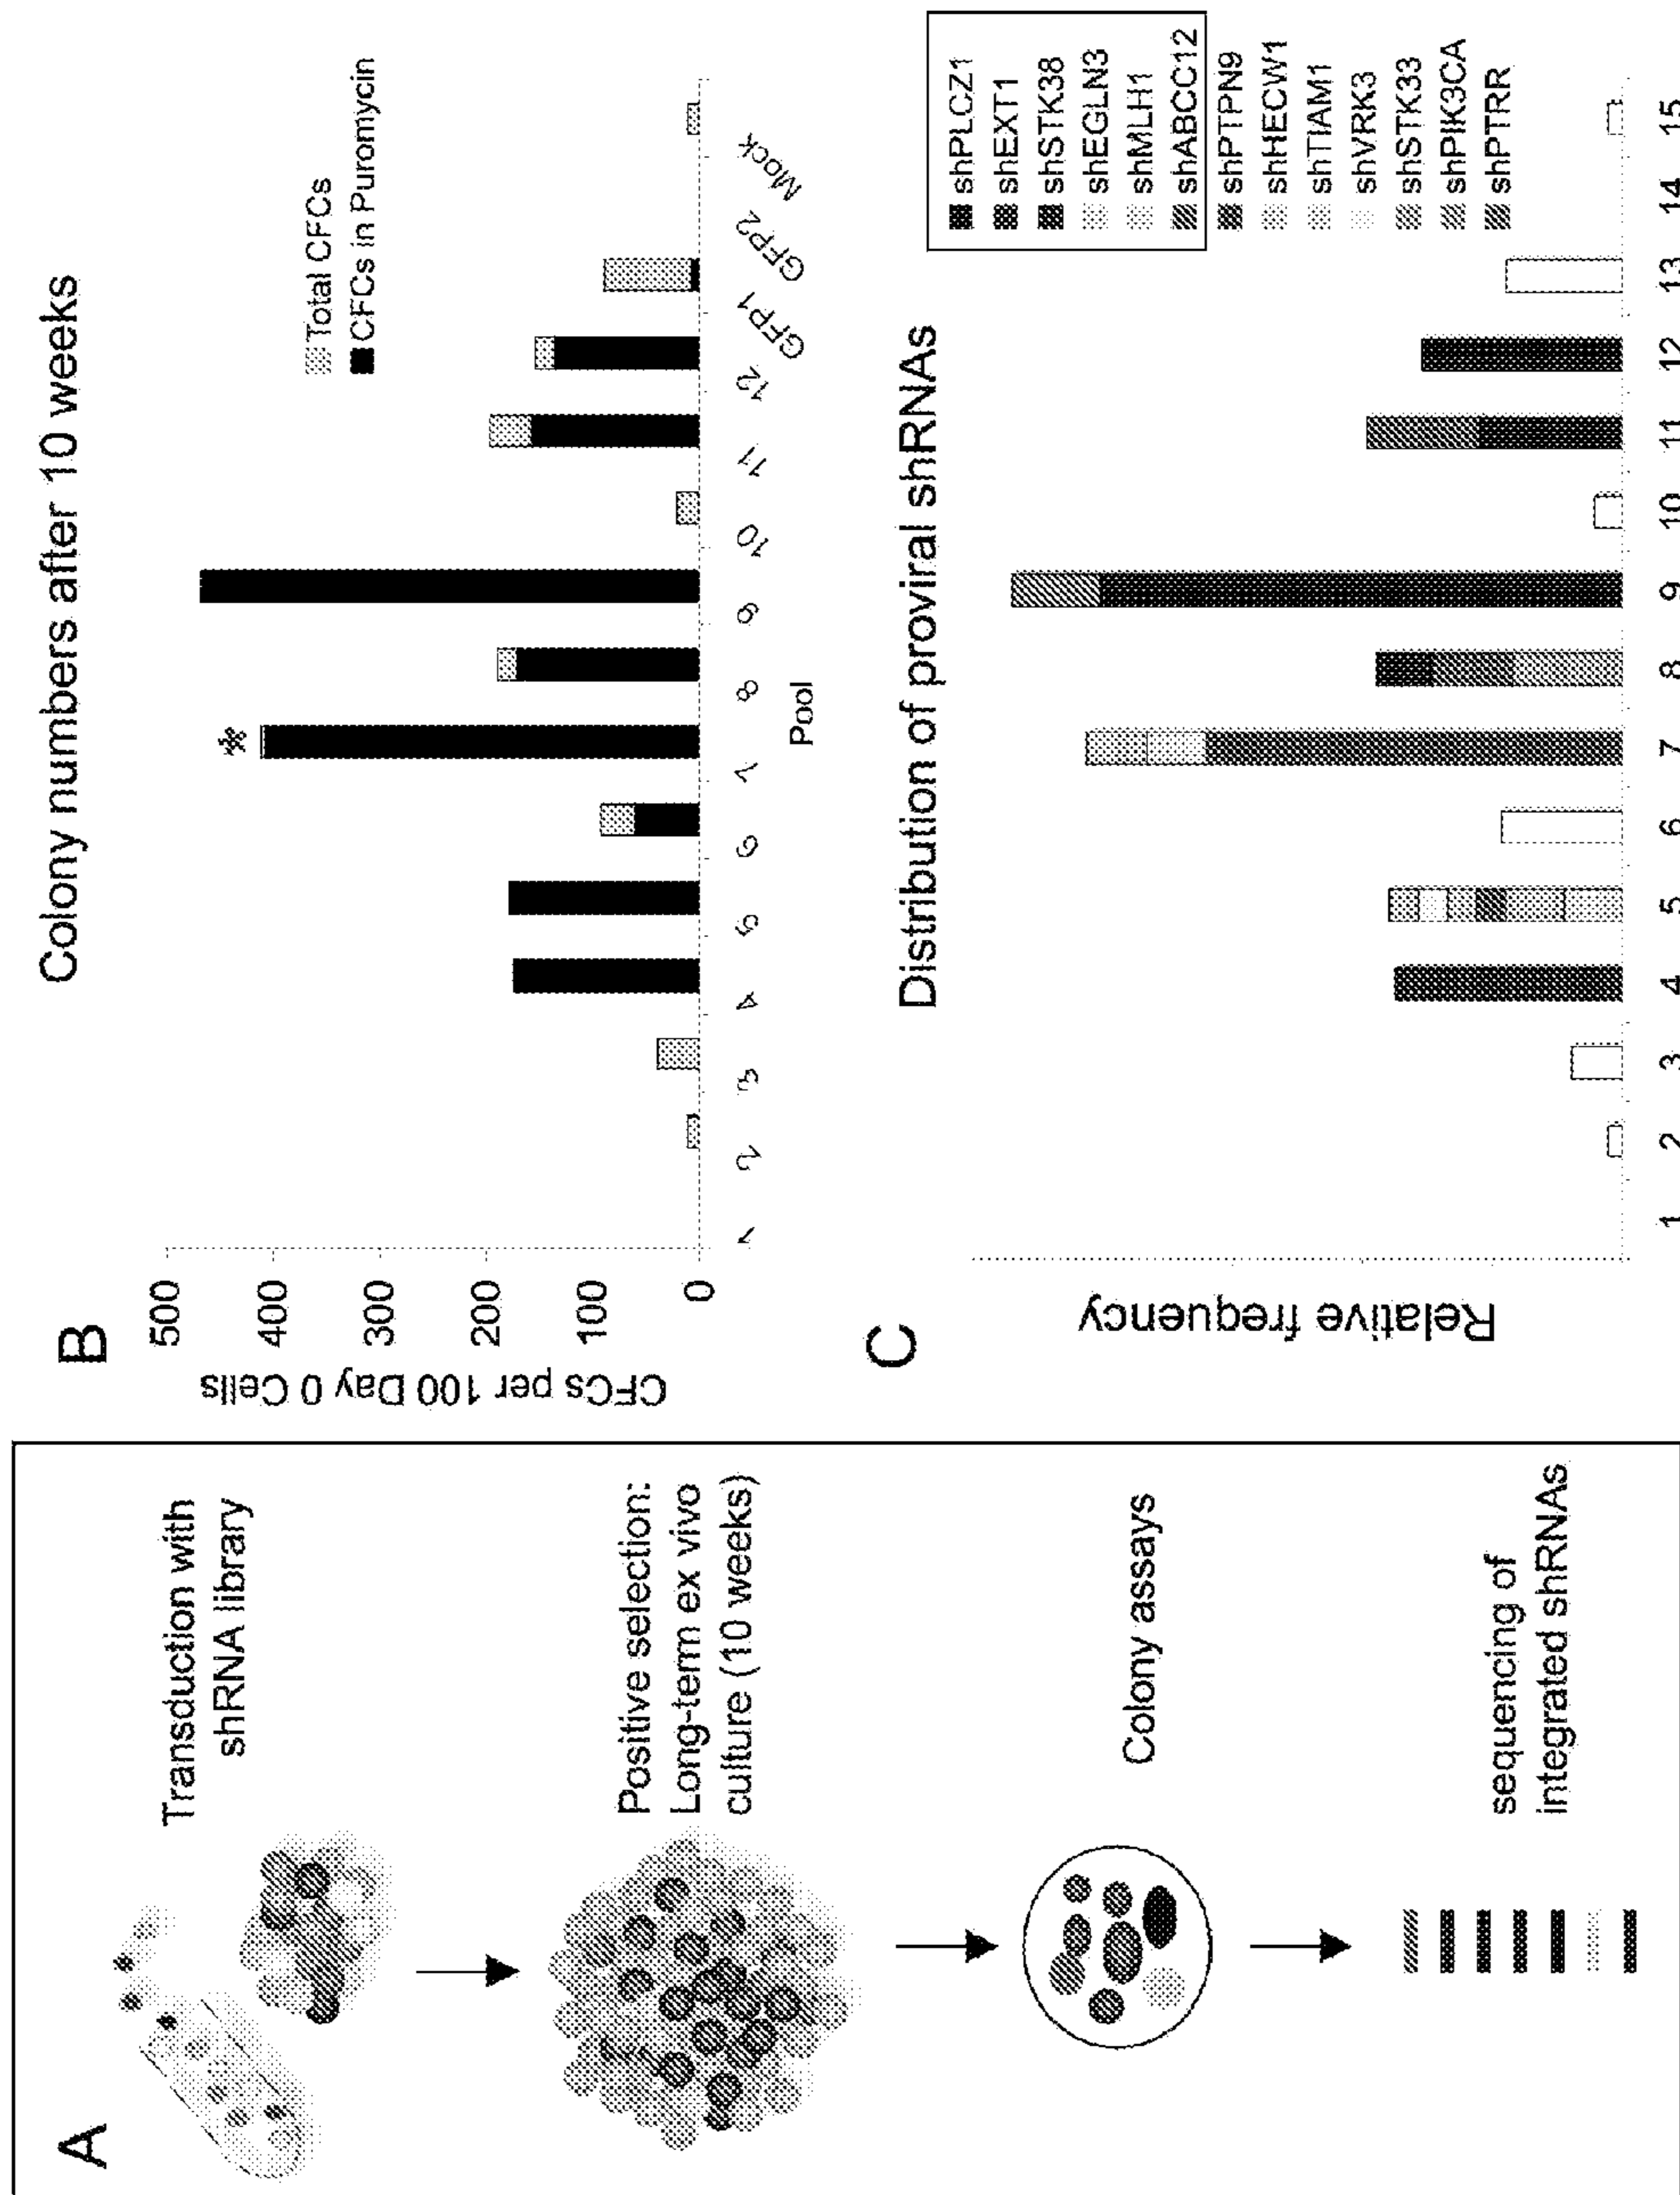 A
Transduction with
shRNA library
Positive selection:
Long-term ex vivo
culture (10 weeks)
Colony assays
sequencing of
integrated shRNAs
B
Colony numbers after 10 weeks
CFCs per 100 Day 0 Cells
500
400
300
200
100
0
Total CFCs
CFCs in Puromycin
*
1 2 3 4 5 6 7 8 9 10 11 12 GFP1 GFP2 Mock
Pool
C
Distribution of proviral shRNAs
Relative frequency
shPLCZ1
shEXT1
shSTK38
shEGLN3
shMLH1
shABCC12
shPTPN9
shHECW1
shTIAM1
shVRK3
shSTK33
shPIK3CA
shPTRR
1 2 3 4 5 6 7 8 9 10 11 12 13 14 15